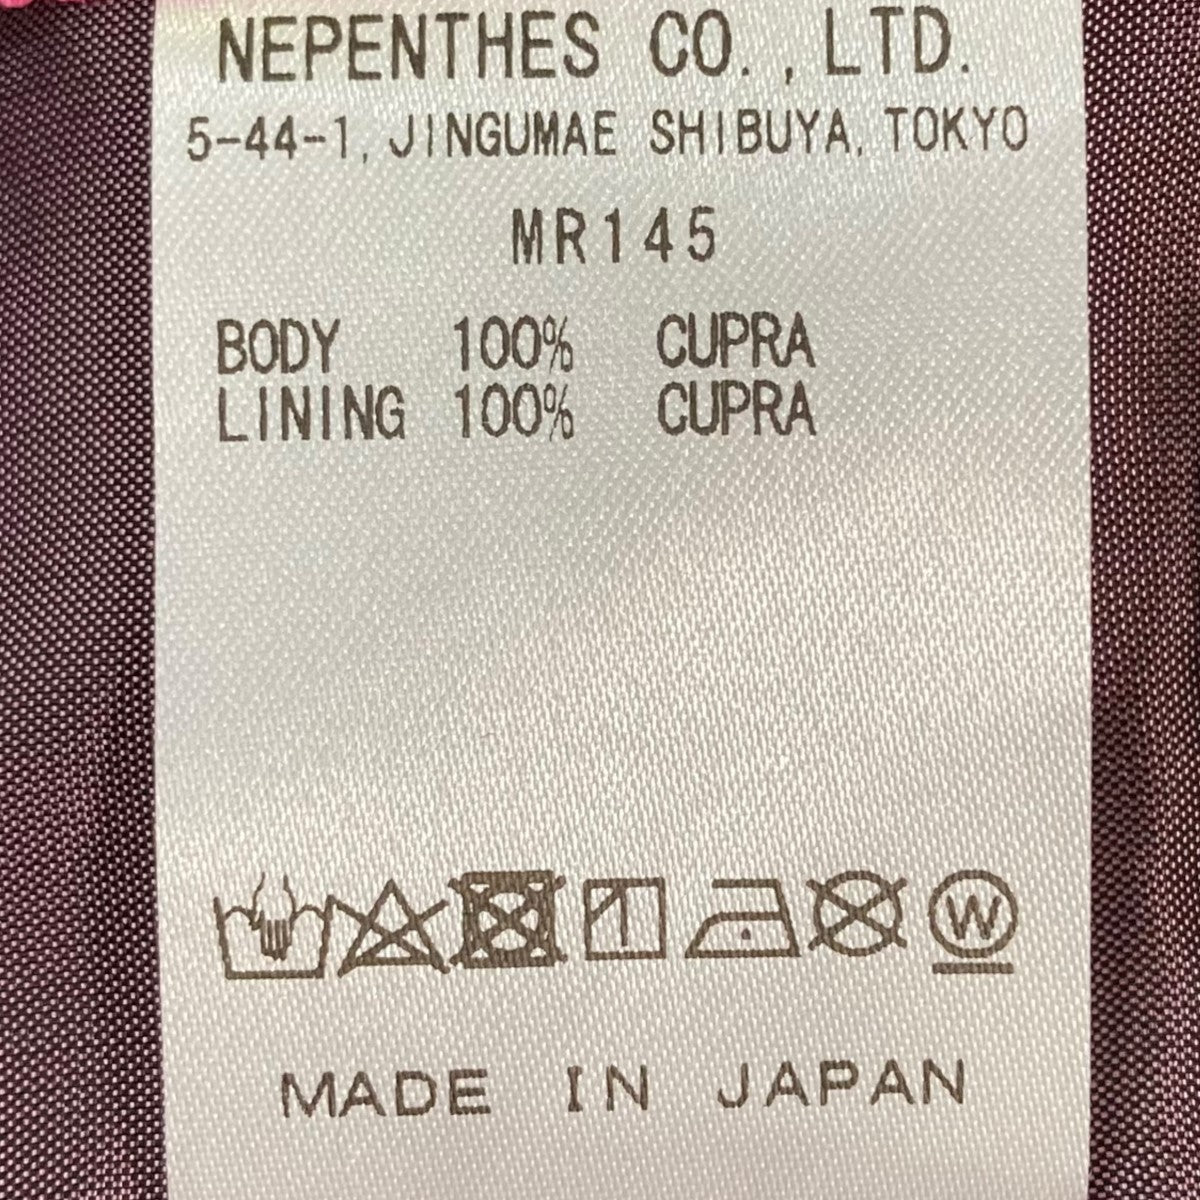 NEPENTHES CO., LTD.
5-44-1, JINGUMAE SHIBUYA, TOKYO
MR145
BODY 100% CUPRA
LINING 100% CUPRA
W
MADE IN JAPAN